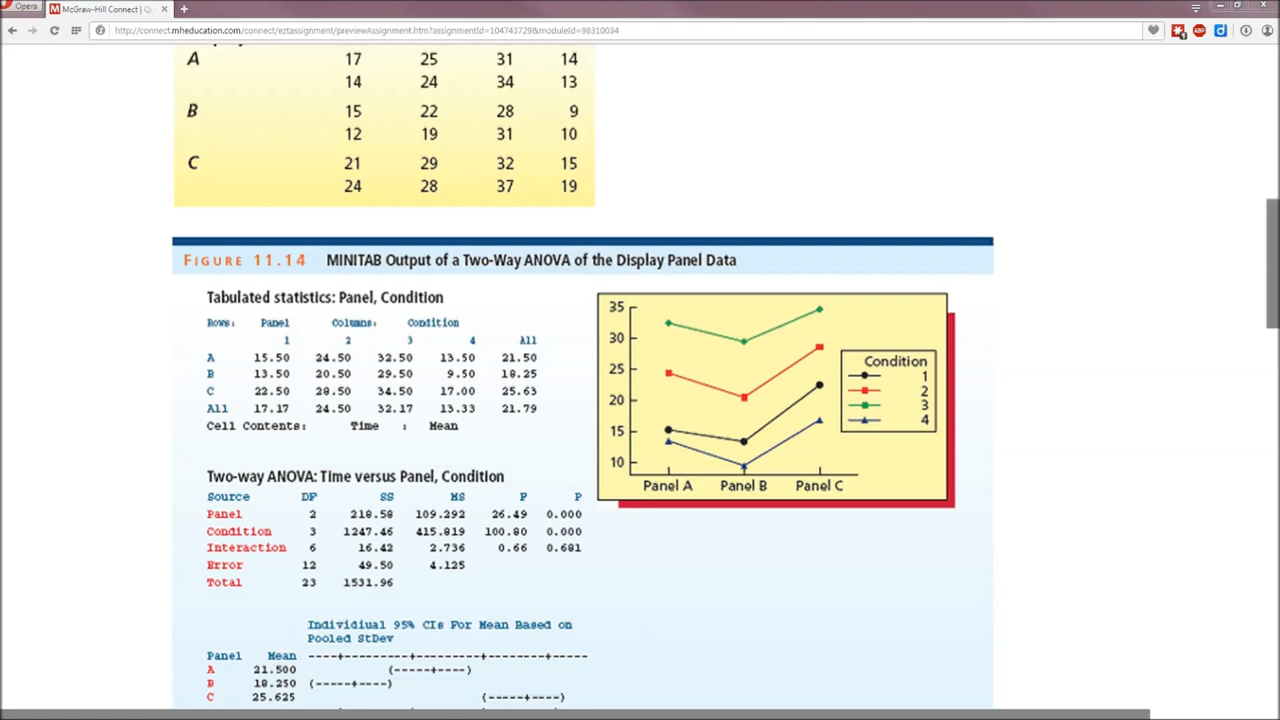 Opera
McGraw-Hill Connect | Qu
http://connect.mheducation.com/connect/eztassignment/previewAssignment.htm?assignmentId=104743729&moduleId=98310034
A 17 25 31 14
14 24 34 13
B 15 22 28 9
12 19 31 10
C 21 29 32 15
24 28 37 19
FIGURE 11.14 MINITAB Output of a Two-Way ANOVA of the Display Panel Data
Tabulated statistics: Panel, Condition
Rows: Panel Columns: Condition
1 2 3 4 All
A 15.50 24.50 32.50 13.50 21.50
B 13.50 20.50 29.50 9.50 18.25
C 22.50 28.50 34.50 17.00 25.63
All 17.17 24.50 32.17 13.33 21.79
Cell Contents: Time : Mean
35
30
25
20
15
10
Panel A Panel B Panel C
Condition
1
2
3
4
Two-way ANOVA: Time versus Panel, Condition
Source DF SS MS F P
Panel 2 218.58 109.292 26.49 0.000
Condition 3 1247.46 415.819 100.80 0.000
Interaction 6 16.42 2.736 0.66 0.681
Error 12 49.50 4.125
Total 23 1531.96
Individiual 95% CIs For Mean Based on
Pooled StDev
Panel Mean ----+---------+---------+---------+-----
A 21.500 (-----+----)
B 18.250 (-----+----)
C 25.625 (-----+----)